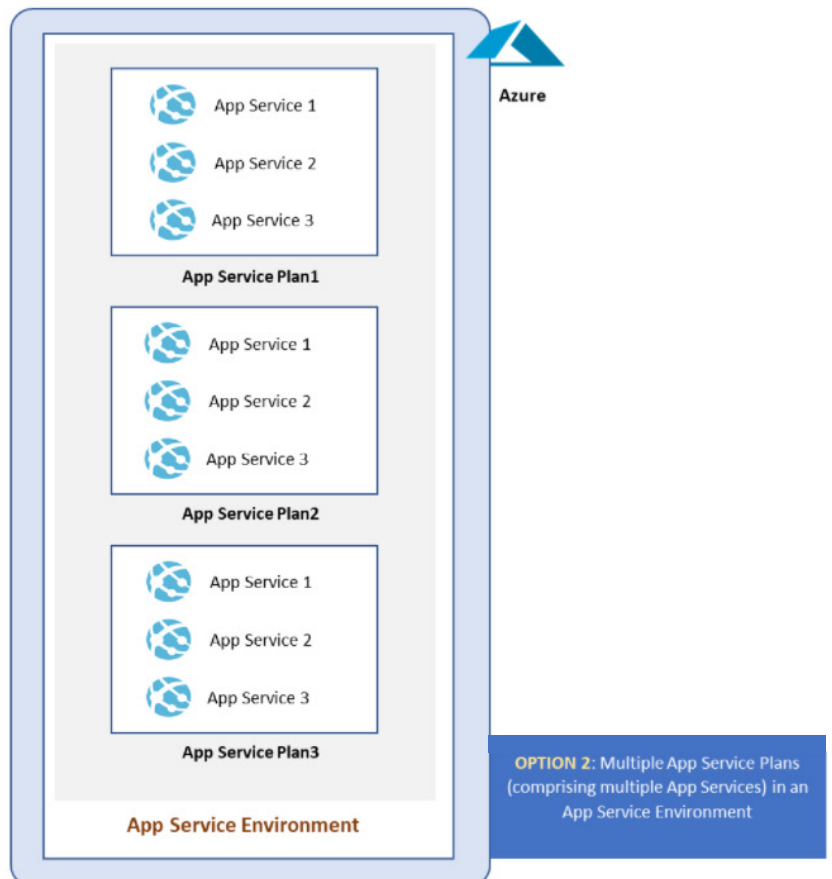 Azure
App Service 1
App Service 2
App Service 3
App Service Plan1
App Service 1
App Service 2
App Service 3
App Service Plan2
App Service 1
App Service 2
App Service 3
App Service Plan3
App Service Environment
OPTION 2: Multiple App Service Plans
(comprising multiple App Services) in an
App Service Environment